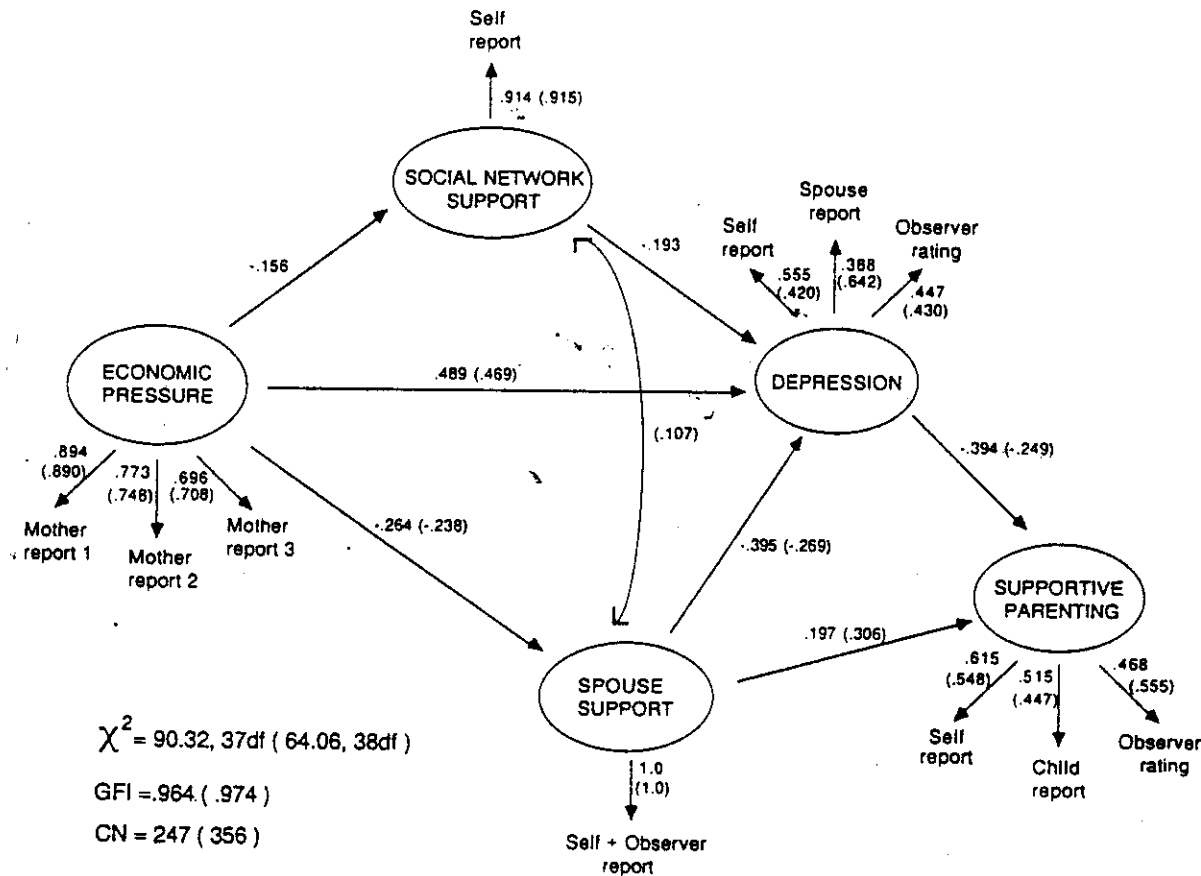 Self
report
.914 (.915)
SOCIAL NETWORK
SUPPORT
-.156
-.193
Self
report
Spouse
report
Observer
rating
.555
(.420)
.388
(.642)
.447
(.430)
ECONOMIC
PRESSURE
.489 (.469)
DEPRESSION
(.107)
.894
(.890)
.773
(.748)
.696
(.708)
Mother
report 1
Mother
report 2
Mother
report 3
-.264 (-.238)
-.395 (-.269)
-.394 (-.249)
SUPPORTIVE
PARENTING
.197 (.306)
SPOUSE
SUPPORT
.615
(.548)
.515
(.447)
.468
(.555)
Self
report
Child
report
Observer
rating
χ² = 90.32, 37df ( 64.06, 38df )
GFI =.964 ( .974 )
CN = 247 ( 356 )
1.0
(1.0)
Self + Observer
report